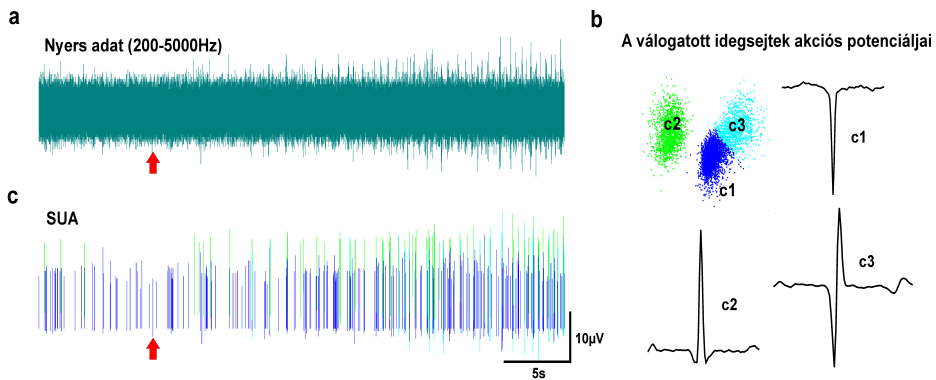 a
Nyers adat (200-5000Hz)
c
SUA
10µV
5s
b
A válogatott idegsejtek akciós potenciáljai
c2
c3
c1
c1
c2
c3